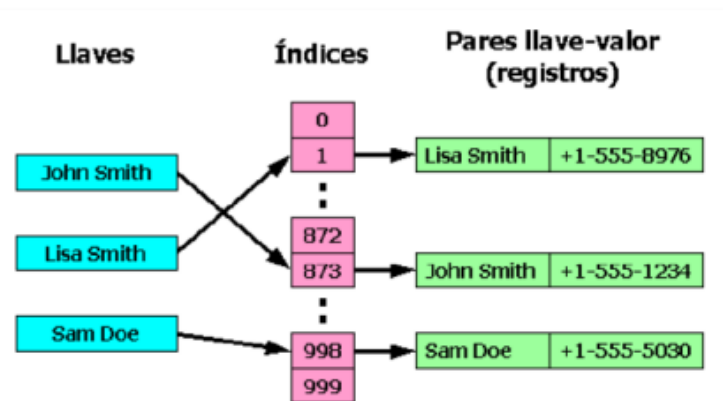 Llaves
Índices
Pares llave-valor
(registros)
0
John Smith
1
Lisa Smith +1-555-8976
Lisa Smith
872
873
John Smith +1-555-1234
Sam Doe
998
Sam Doe +1-555-5030
999